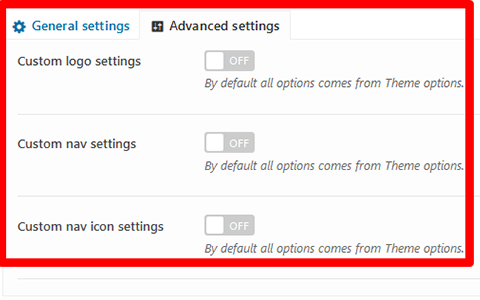 General settings Advanced settings
Custom logo settings OFF
By default all options comes from Theme options.
Custom nav settings OFF
By default all options comes from Theme options.
Custom nav icon settings OFF
By default all options comes from Theme options.